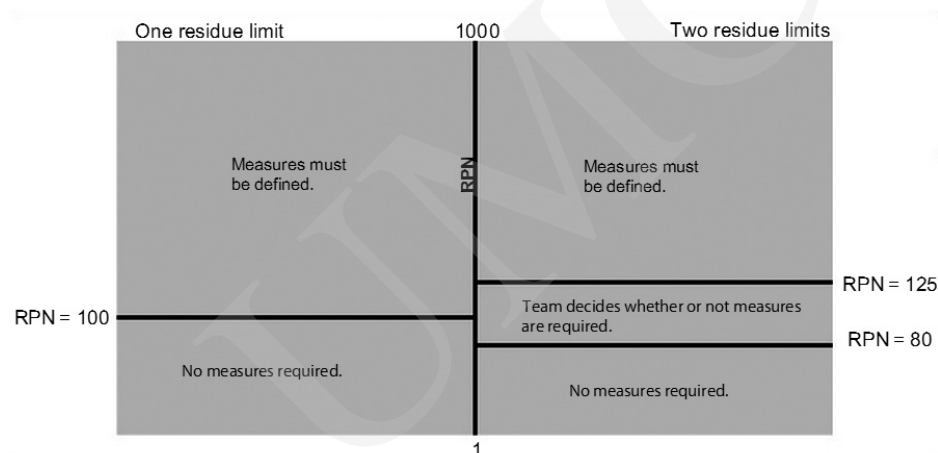 One residue limit
1000
Two residue limits
RPN
Measures must
be defined.
Measures must
be defined.
RPN = 125
Team decides whether or not measures
are required.
RPN = 100
RPN = 80
No measures required.
No measures required.
1
UMC